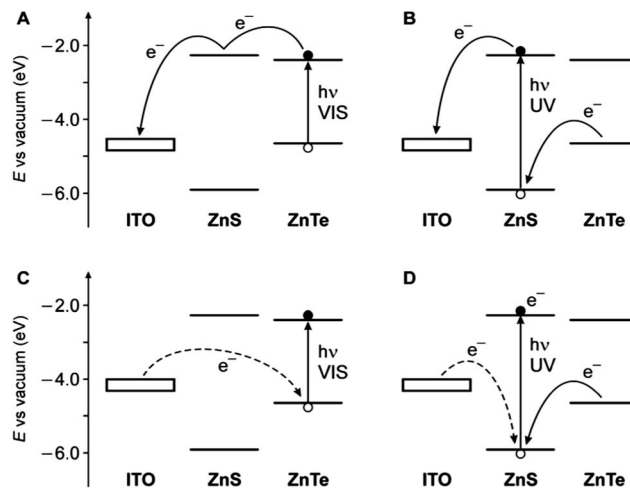 A
E vs vacuum (eV)
−2.0
−4.0
−6.0
e⁻
e⁻
hν
VIS
ITO ZnS ZnTe
B
e⁻
hν
UV
e⁻
ITO ZnS ZnTe
C
E vs vacuum (eV)
−2.0
−4.0
−6.0
e⁻
hν
VIS
ITO ZnS ZnTe
D
e⁻
hν
UV
e⁻
e⁻
ITO ZnS ZnTe